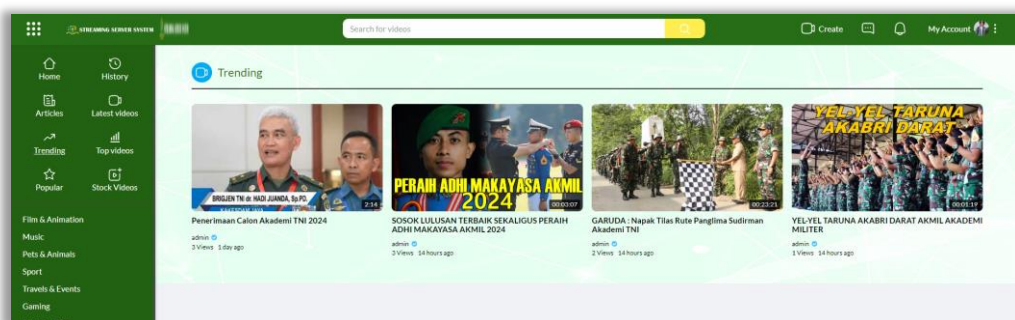 STREAMING SERVER SYSTEM
Search for videos
Create
My Account
Home
History
Articles
Latest videos
Trending
Top videos
Popular
Stock Videos
Film & Animation
Music
Pets & Animals
Sport
Travels & Events
Gaming
Trending
BRIGJEN TNI dr. HADI JUANDA, Sp.PD.
2:14
Penerimaan Calon Akademi TNI 2024
admin
3 Views 1 day ago
PERAIH ADHI MAKAYASA AKMIL
2024
00:03:07
SOSOK LULUSAN TERBAIK SEKALIGUS PERAIH
ADHI MAKAYASA AKMIL 2024
admin
3 Views 14 hours ago
00:23:21
GARUDA : Napak Tilas Rute Panglima Sudirman
Akademi TNI
admin
2 Views 14 hours ago
YEL-YEL TARUNA
AKABRI DARAT
00:01:19
YEL-YEL TARUNA AKABRI DARAT AKMIL AKADEMI
MILITER
admin
1 Views 14 hours ago